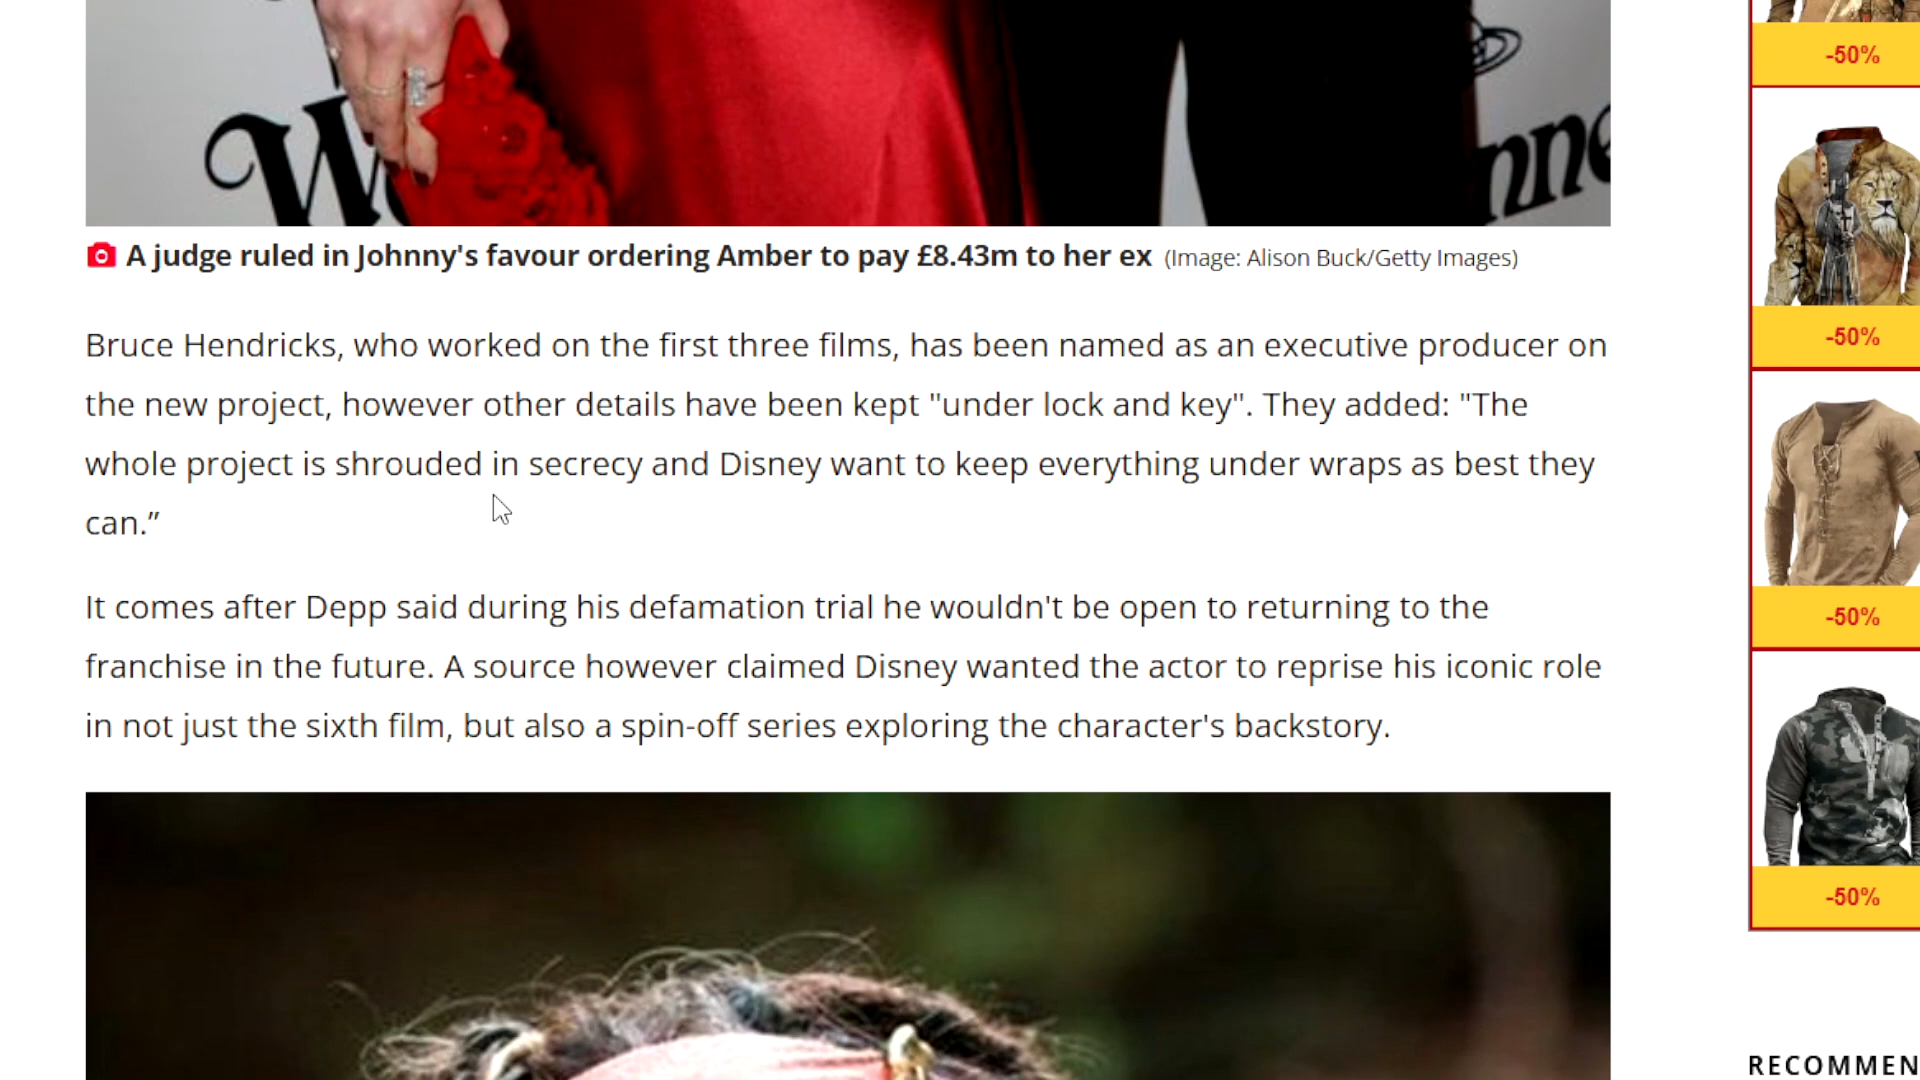 W
nne
-50%
A judge ruled in Johnny's favour ordering Amber to pay £8.43m to her ex (Image: Alison Buck/Getty Images)
-50%
Bruce Hendricks, who worked on the first three films, has been named as an executive producer on
the new project, however other details have been kept "under lock and key". They added: "The
whole project is shrouded in secrecy and Disney want to keep everything under wraps as best they
can.”
-50%
It comes after Depp said during his defamation trial he wouldn't be open to returning to the
franchise in the future. A source however claimed Disney wanted the actor to reprise his iconic role
in not just the sixth film, but also a spin-off series exploring the character's backstory.
-50%
RECOMMEN